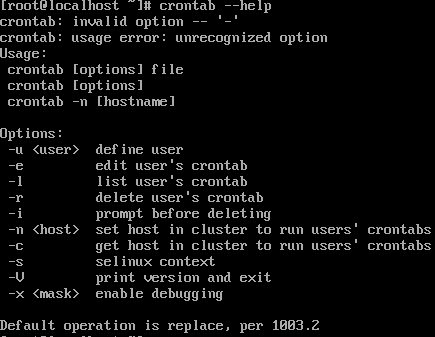 [root@localhost ~]# crontab --help
crontab: invalid option -- '-'
crontab: usage error: unrecognized option
Usage:
 crontab [options] file
 crontab [options]
 crontab -n [hostname]

Options:
 -u <user>  define user
 -e         edit user's crontab
 -l         list user's crontab
 -r         delete user's crontab
 -i         prompt before deleting
 -n <host>  set host in cluster to run users' crontabs
 -c         get host in cluster to run users' crontabs
 -s         selinux context
 -V         print version and exit
 -x <mask>  enable debugging

Default operation is replace, per 1003.2